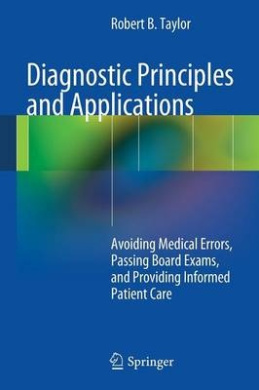 Robert B. Taylor
Diagnostic Principles
and Applications
Avoiding Medical Errors,
Passing Board Exams,
and Providing Informed
Patient Care
Springer